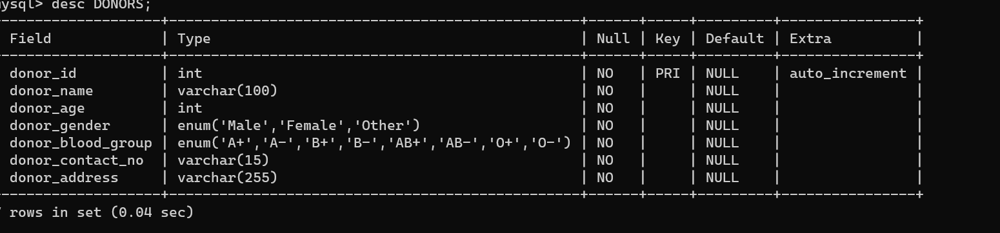 mysql> desc DONORS;
--------------------+-------------------------------------------------+------+-----+---------+----------------+
Field | Type | Null | Key | Default | Extra |
--------------------+-------------------------------------------------+------+-----+---------+----------------+
donor_id | int | NO | PRI | NULL | auto_increment |
donor_name | varchar(100) | NO | | NULL | |
donor_age | int | NO | | NULL | |
donor_gender | enum('Male','Female','Other') | NO | | NULL | |
donor_blood_group | enum('A+','A-','B+','B-','AB+','AB-','O+','O-') | NO | | NULL | |
donor_contact_no | varchar(15) | NO | | NULL | |
donor_address | varchar(255) | NO | | NULL | |
--------------------+-------------------------------------------------+------+-----+---------+----------------+
rows in set (0.04 sec)